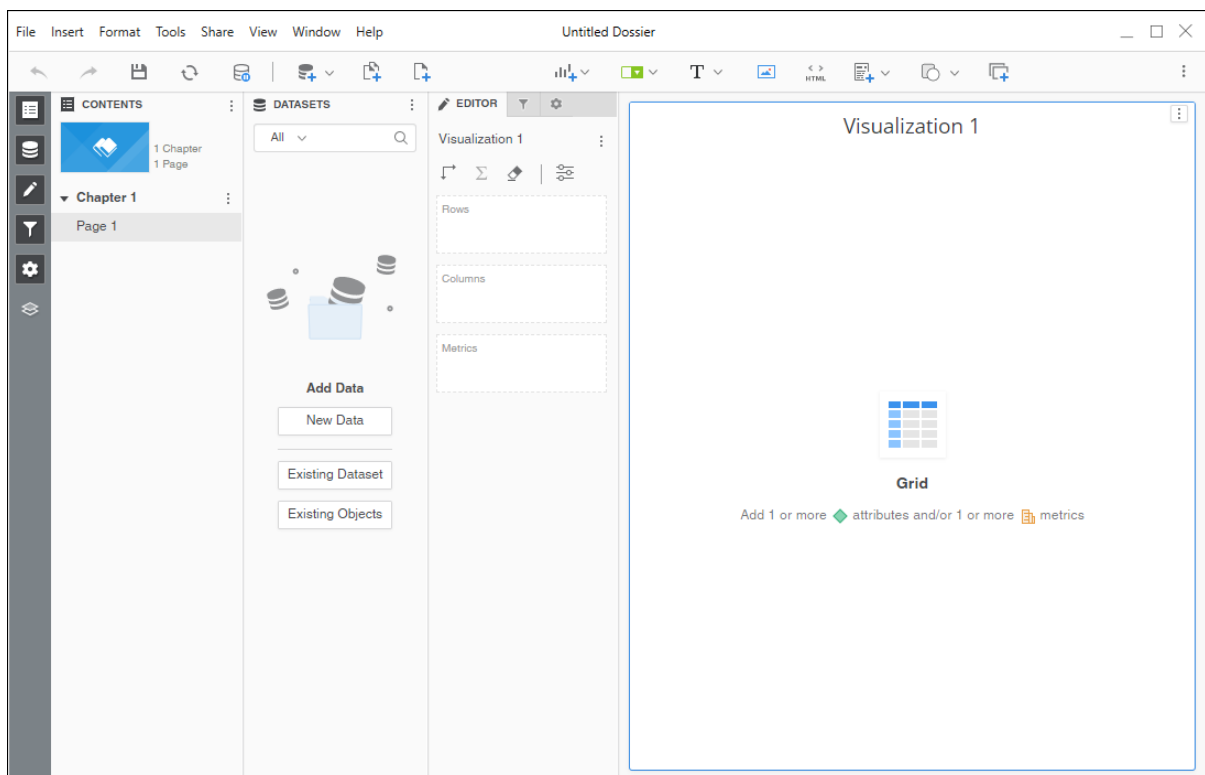 File Insert Format Tools Share View Window Help
Untitled Dossier
T
HTML
CONTENTS
1 Chapter
1 Page
Chapter 1
Page 1
DATASETS
All
Add Data
New Data
Existing Dataset
Existing Objects
EDITOR
Visualization 1
Σ
Rows
Columns
Metrics
Visualization 1
Grid
Add 1 or more attributes and/or 1 or more metrics